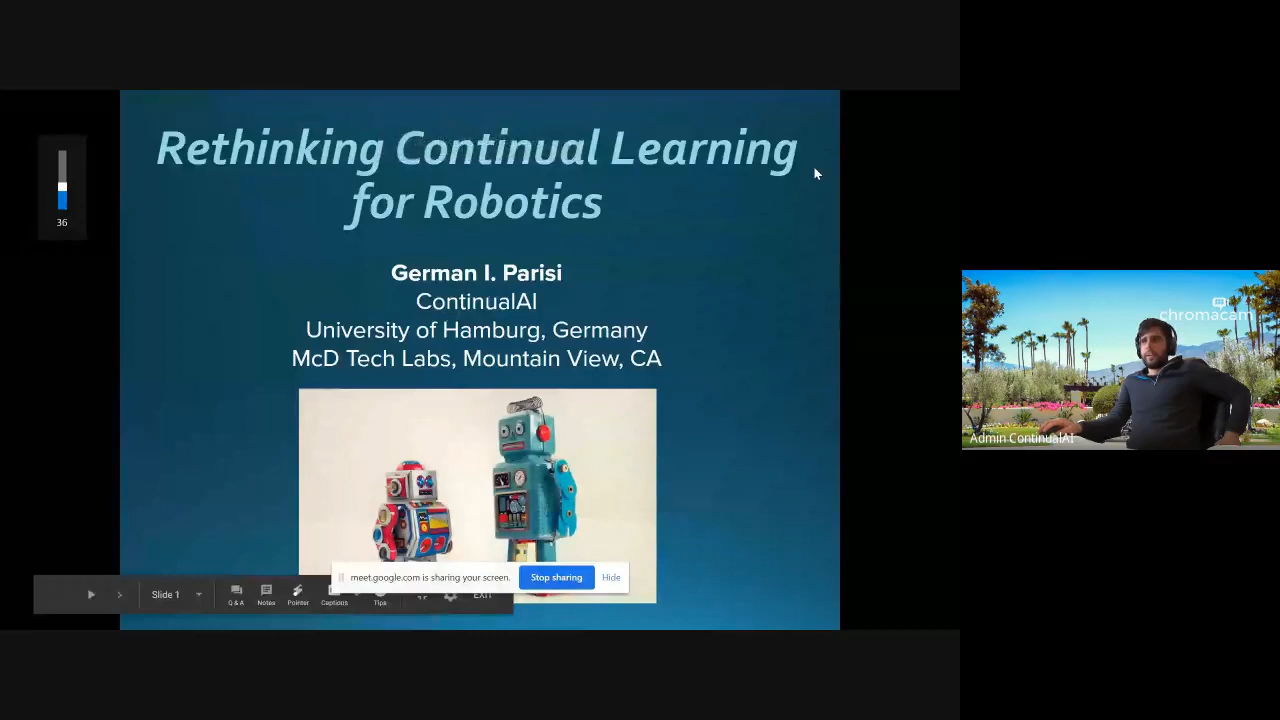 Rethinking Continual Learning
for Robotics
36
German I. Parisi
ContinualAI
University of Hamburg, Germany
McD Tech Labs, Mountain View, CA
chromacam
Admin ContinualAI
meet.google.com is sharing your screen.
Stop sharing
Hide
Slide 1
Q & A
Notes
Pointer
Captions
Tips
EXIT